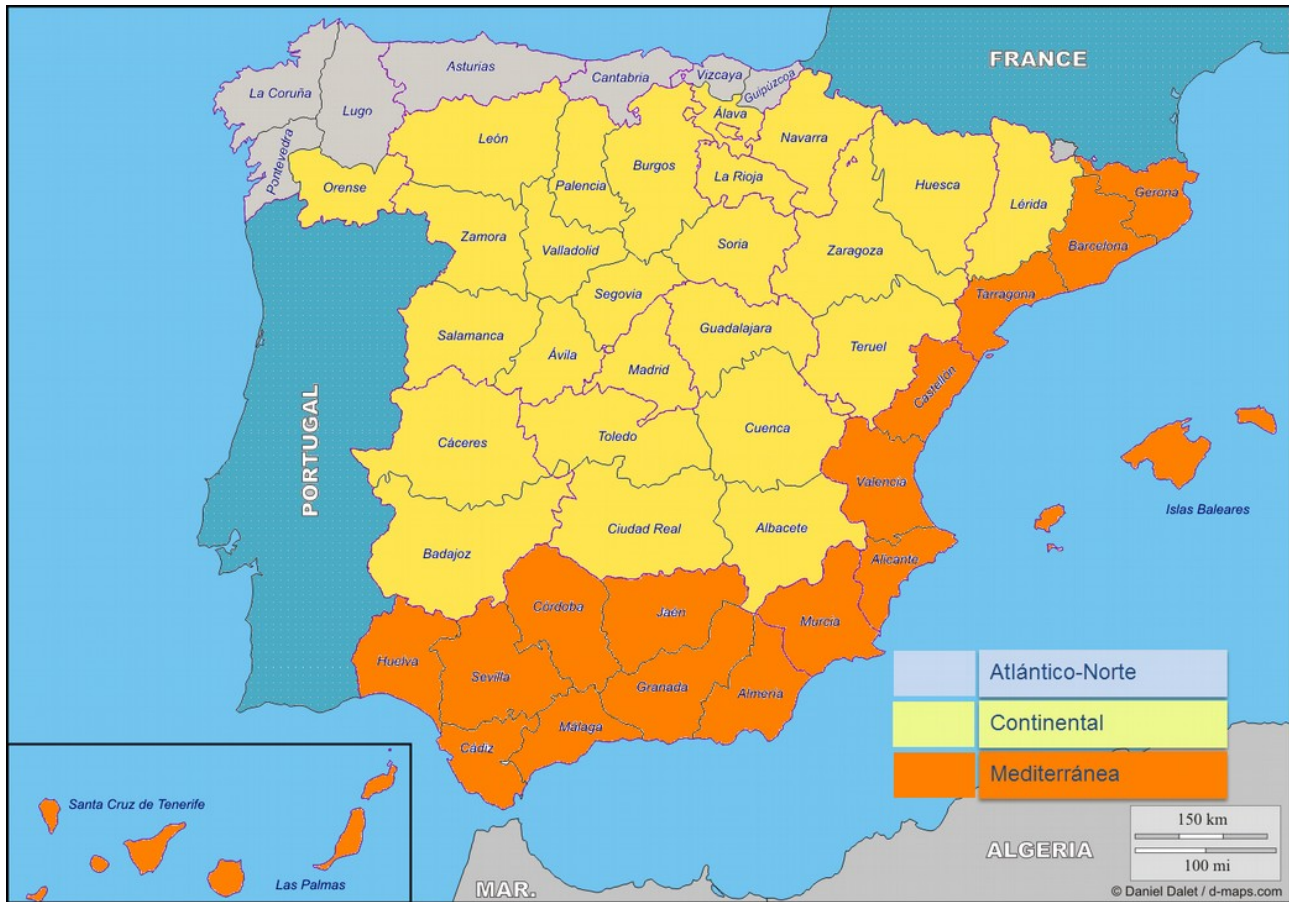 FRANCE
Asturias
Cantabria
Vizcaya
Guipúzcoa
La Coruña
Lugo
Álava
León
Navarra
Pontevedra
Burgos
La Rioja
Palencia
Huesca
Orense
Gerona
Lérida
Zamora
Valladolid
Soria
Zaragoza
Barcelona
Segovia
Tarragona
Salamanca
Ávila
Guadalajara
Madrid
Teruel
Castellón
PORTUGAL
Cáceres
Toledo
Cuenca
Valencia
Islas Baleares
Badajoz
Ciudad Real
Albacete
Alicante
Córdoba
Jaén
Murcia
Huelva
Sevilla
Granada
Almería
Málaga
Cádiz
Atlántico-Norte
Continental
Mediterránea
Santa Cruz de Tenerife
Las Palmas
MAR.
ALGERIA
150 km
100 mi
© Daniel Dalet / d-maps.com